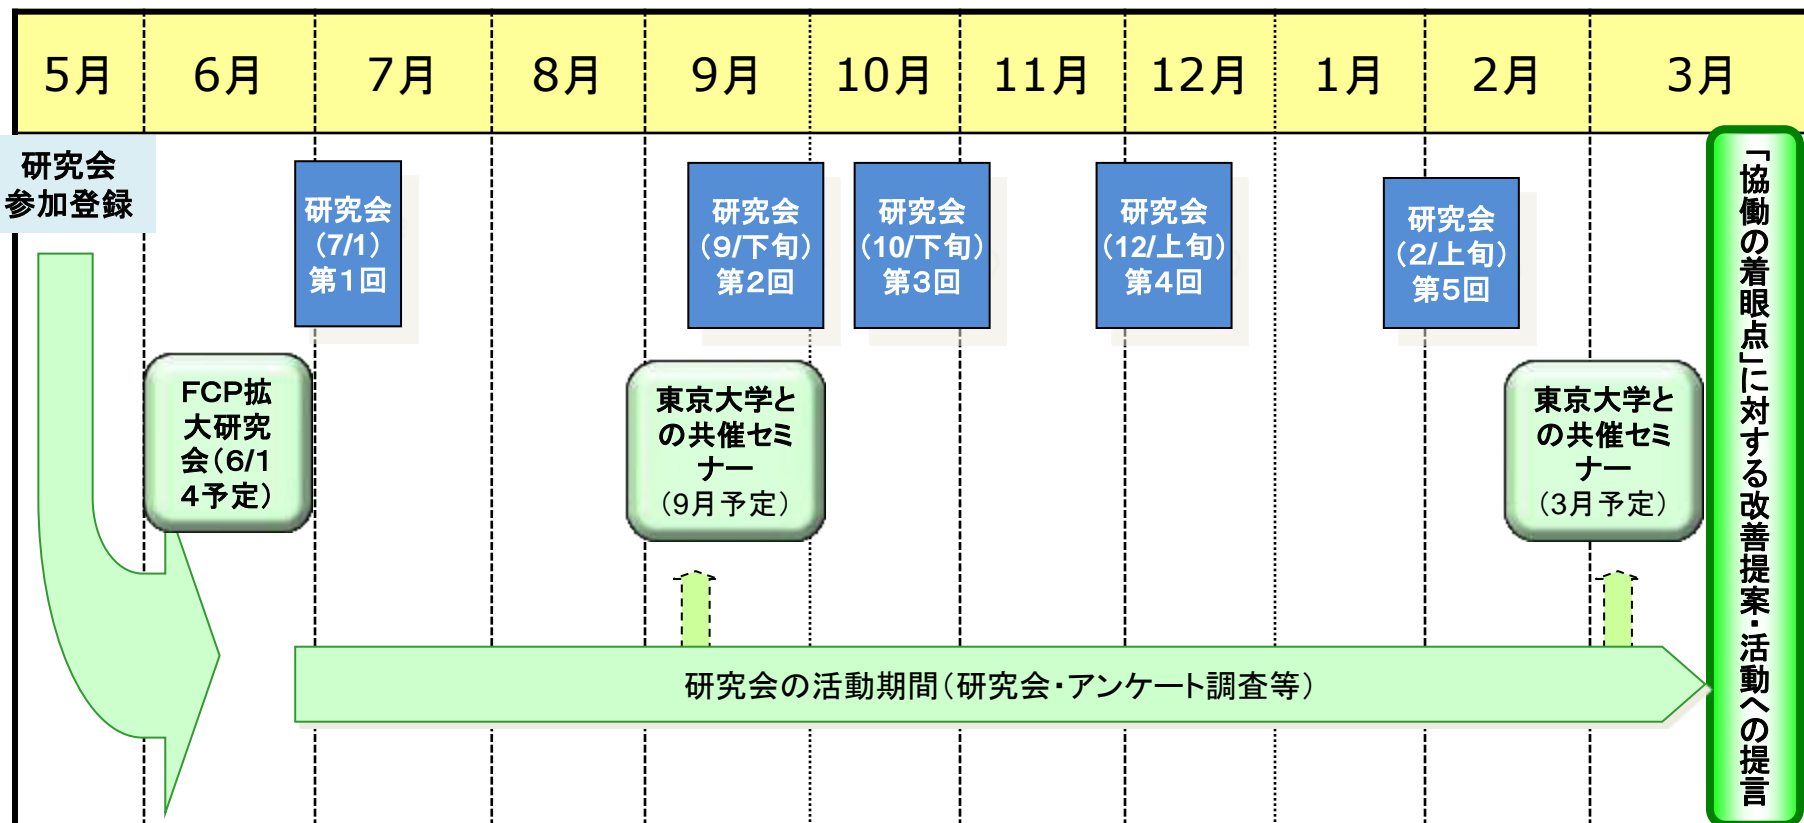 5月
6月
7月
8月
9月
10月
11月
12月
1月
2月
3月
研究会
参加登録
研究会
（7/1）
第１回
研究会
（9/下旬）
第２回
研究会
（10/下旬）
第３回
研究会
（12/上旬）
第４回
研究会
（2/上旬）
第５回
FCP拡
大研究
会（6/1
4予定）
東京大学と
の共催セミ
ナー
（9月予定）
東京大学と
の共催セミ
ナー
（3月予定）
研究会の活動期間（研究会・アンケート調査等）
「協働の着眼点」に対する改善提案・活動への提言